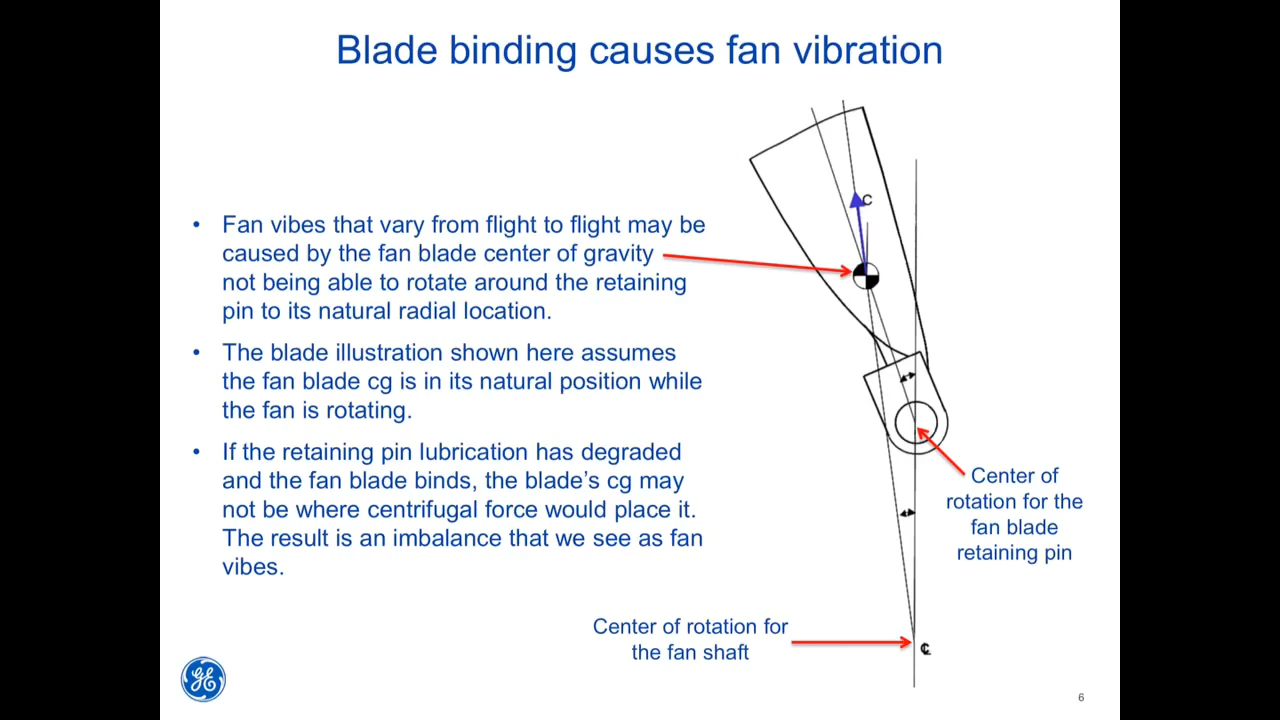 Blade binding causes fan vibration
• Fan vibes that vary from flight to flight may be
caused by the fan blade center of gravity
not being able to rotate around the retaining
pin to its natural radial location.
• The blade illustration shown here assumes
the fan blade cg is in its natural position while
the fan is rotating.
• If the retaining pin lubrication has degraded
and the fan blade binds, the blade’s cg may
not be where centrifugal force would place it.
The result is an imbalance that we see as fan
vibes.
C
Center of
rotation for the
fan blade
retaining pin
Center of rotation for
the fan shaft
℄
GE
6